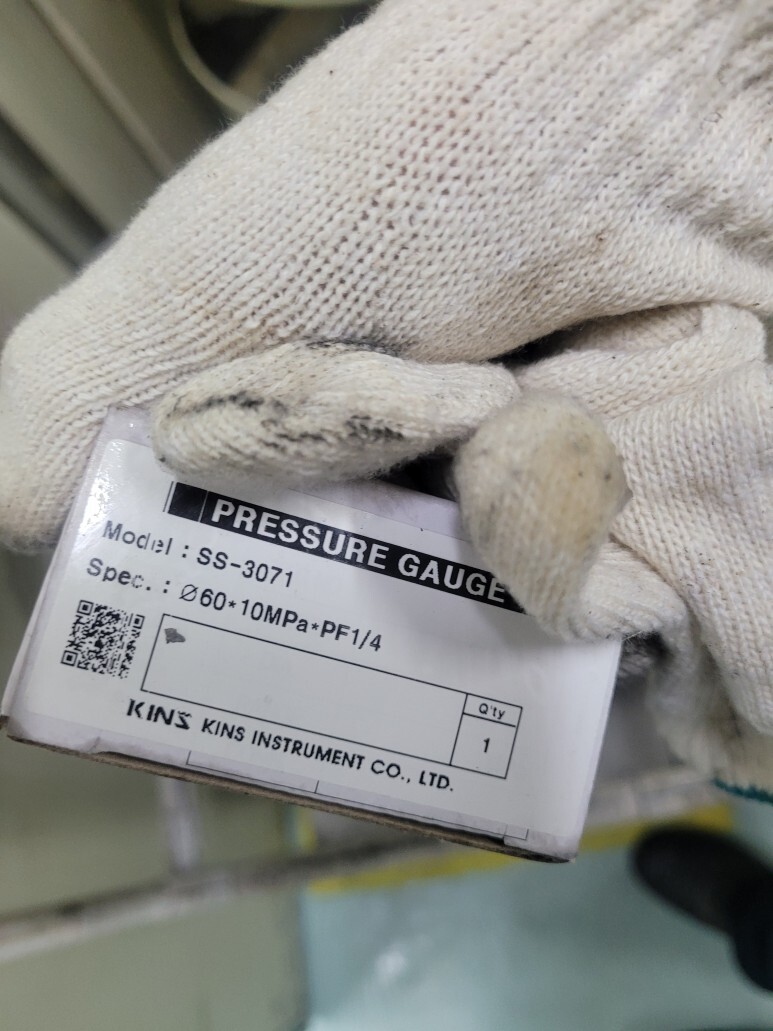 PRESSURE GAUGE
Model : SS-3071
Spec. : Ø60*10MPa*PF1/4
Q'ty
1
KINS KINS INSTRUMENT CO., LTD.